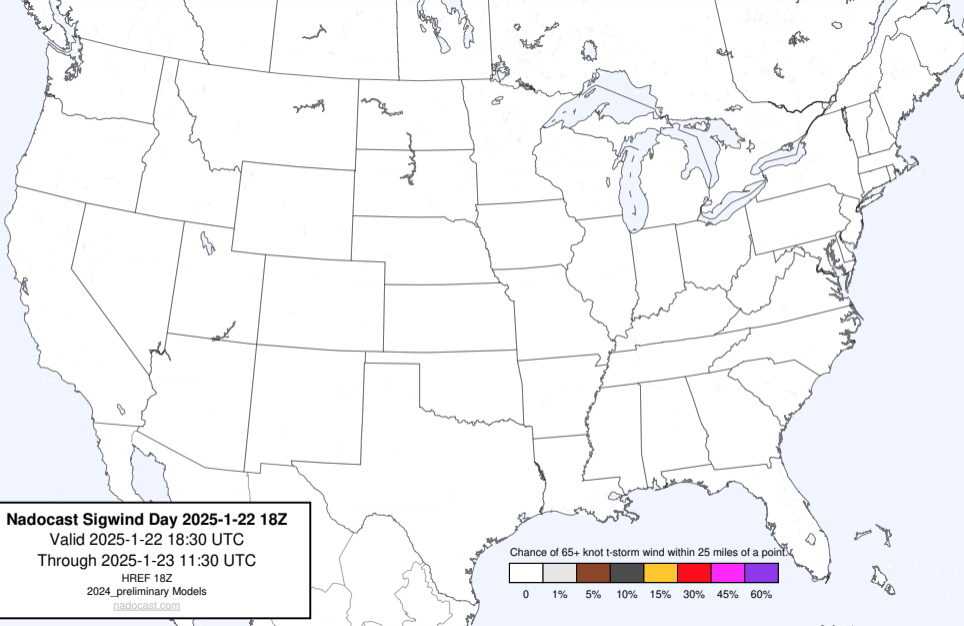 Nadocast Sigwind Day 2025-1-22 18Z
Valid 2025-1-22 18:30 UTC
Through 2025-1-23 11:30 UTC
HREF 18Z
2024_preliminary Models
nadocast.com
Chance of 65+ knot t-storm wind within 25 miles of a point.
0 1% 5% 10% 15% 30% 45% 60%